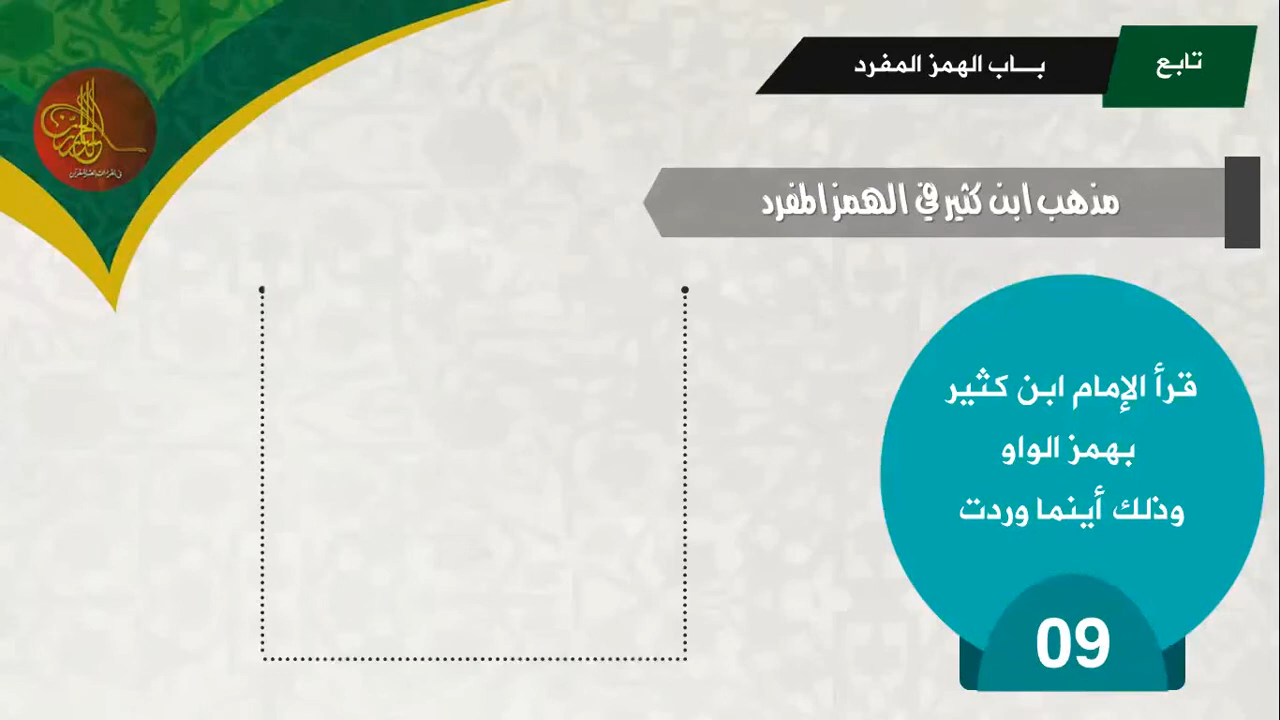 تابع
بـــاب الهمز المفرد
مذهب ابن كثير في الهمز المفرد
قرأ الإمام ابن كثير
بهمز الواو
وذلك أينما وردت
09